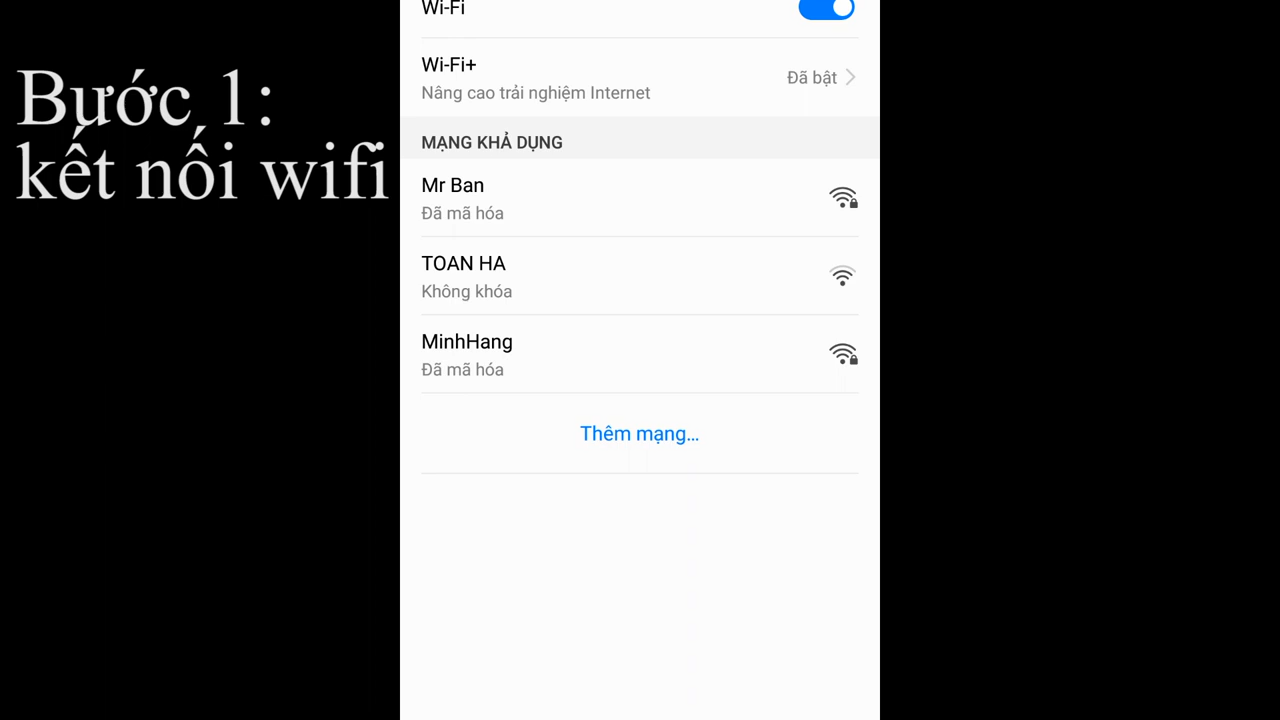 Bước 1:
kết nối wifi
Wi-Fi
Wi-Fi+
Nâng cao trải nghiệm Internet
Đã bật
MẠNG KHẢ DỤNG
Mr Ban
Đã mã hóa
TOAN HA
Không khóa
MinhHang
Đã mã hóa
Thêm mạng...